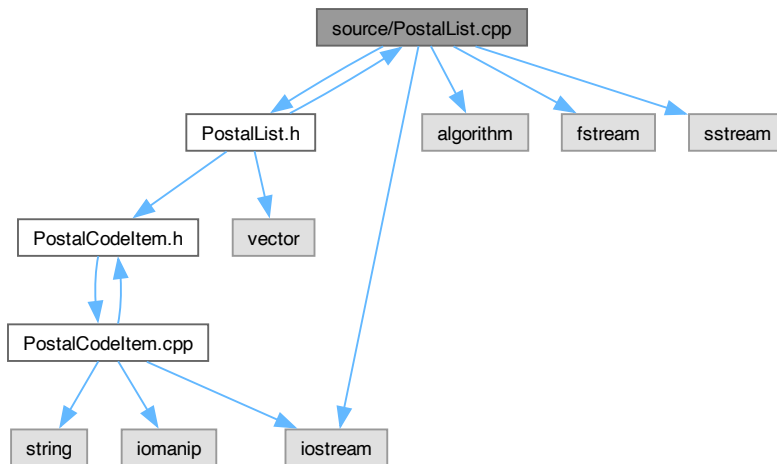 source/PostalList.cpp
PostalList.h
algorithm
fstream
sstream
PostalCodeItem.h
vector
PostalCodeItem.cpp
string
iomanip
iostream